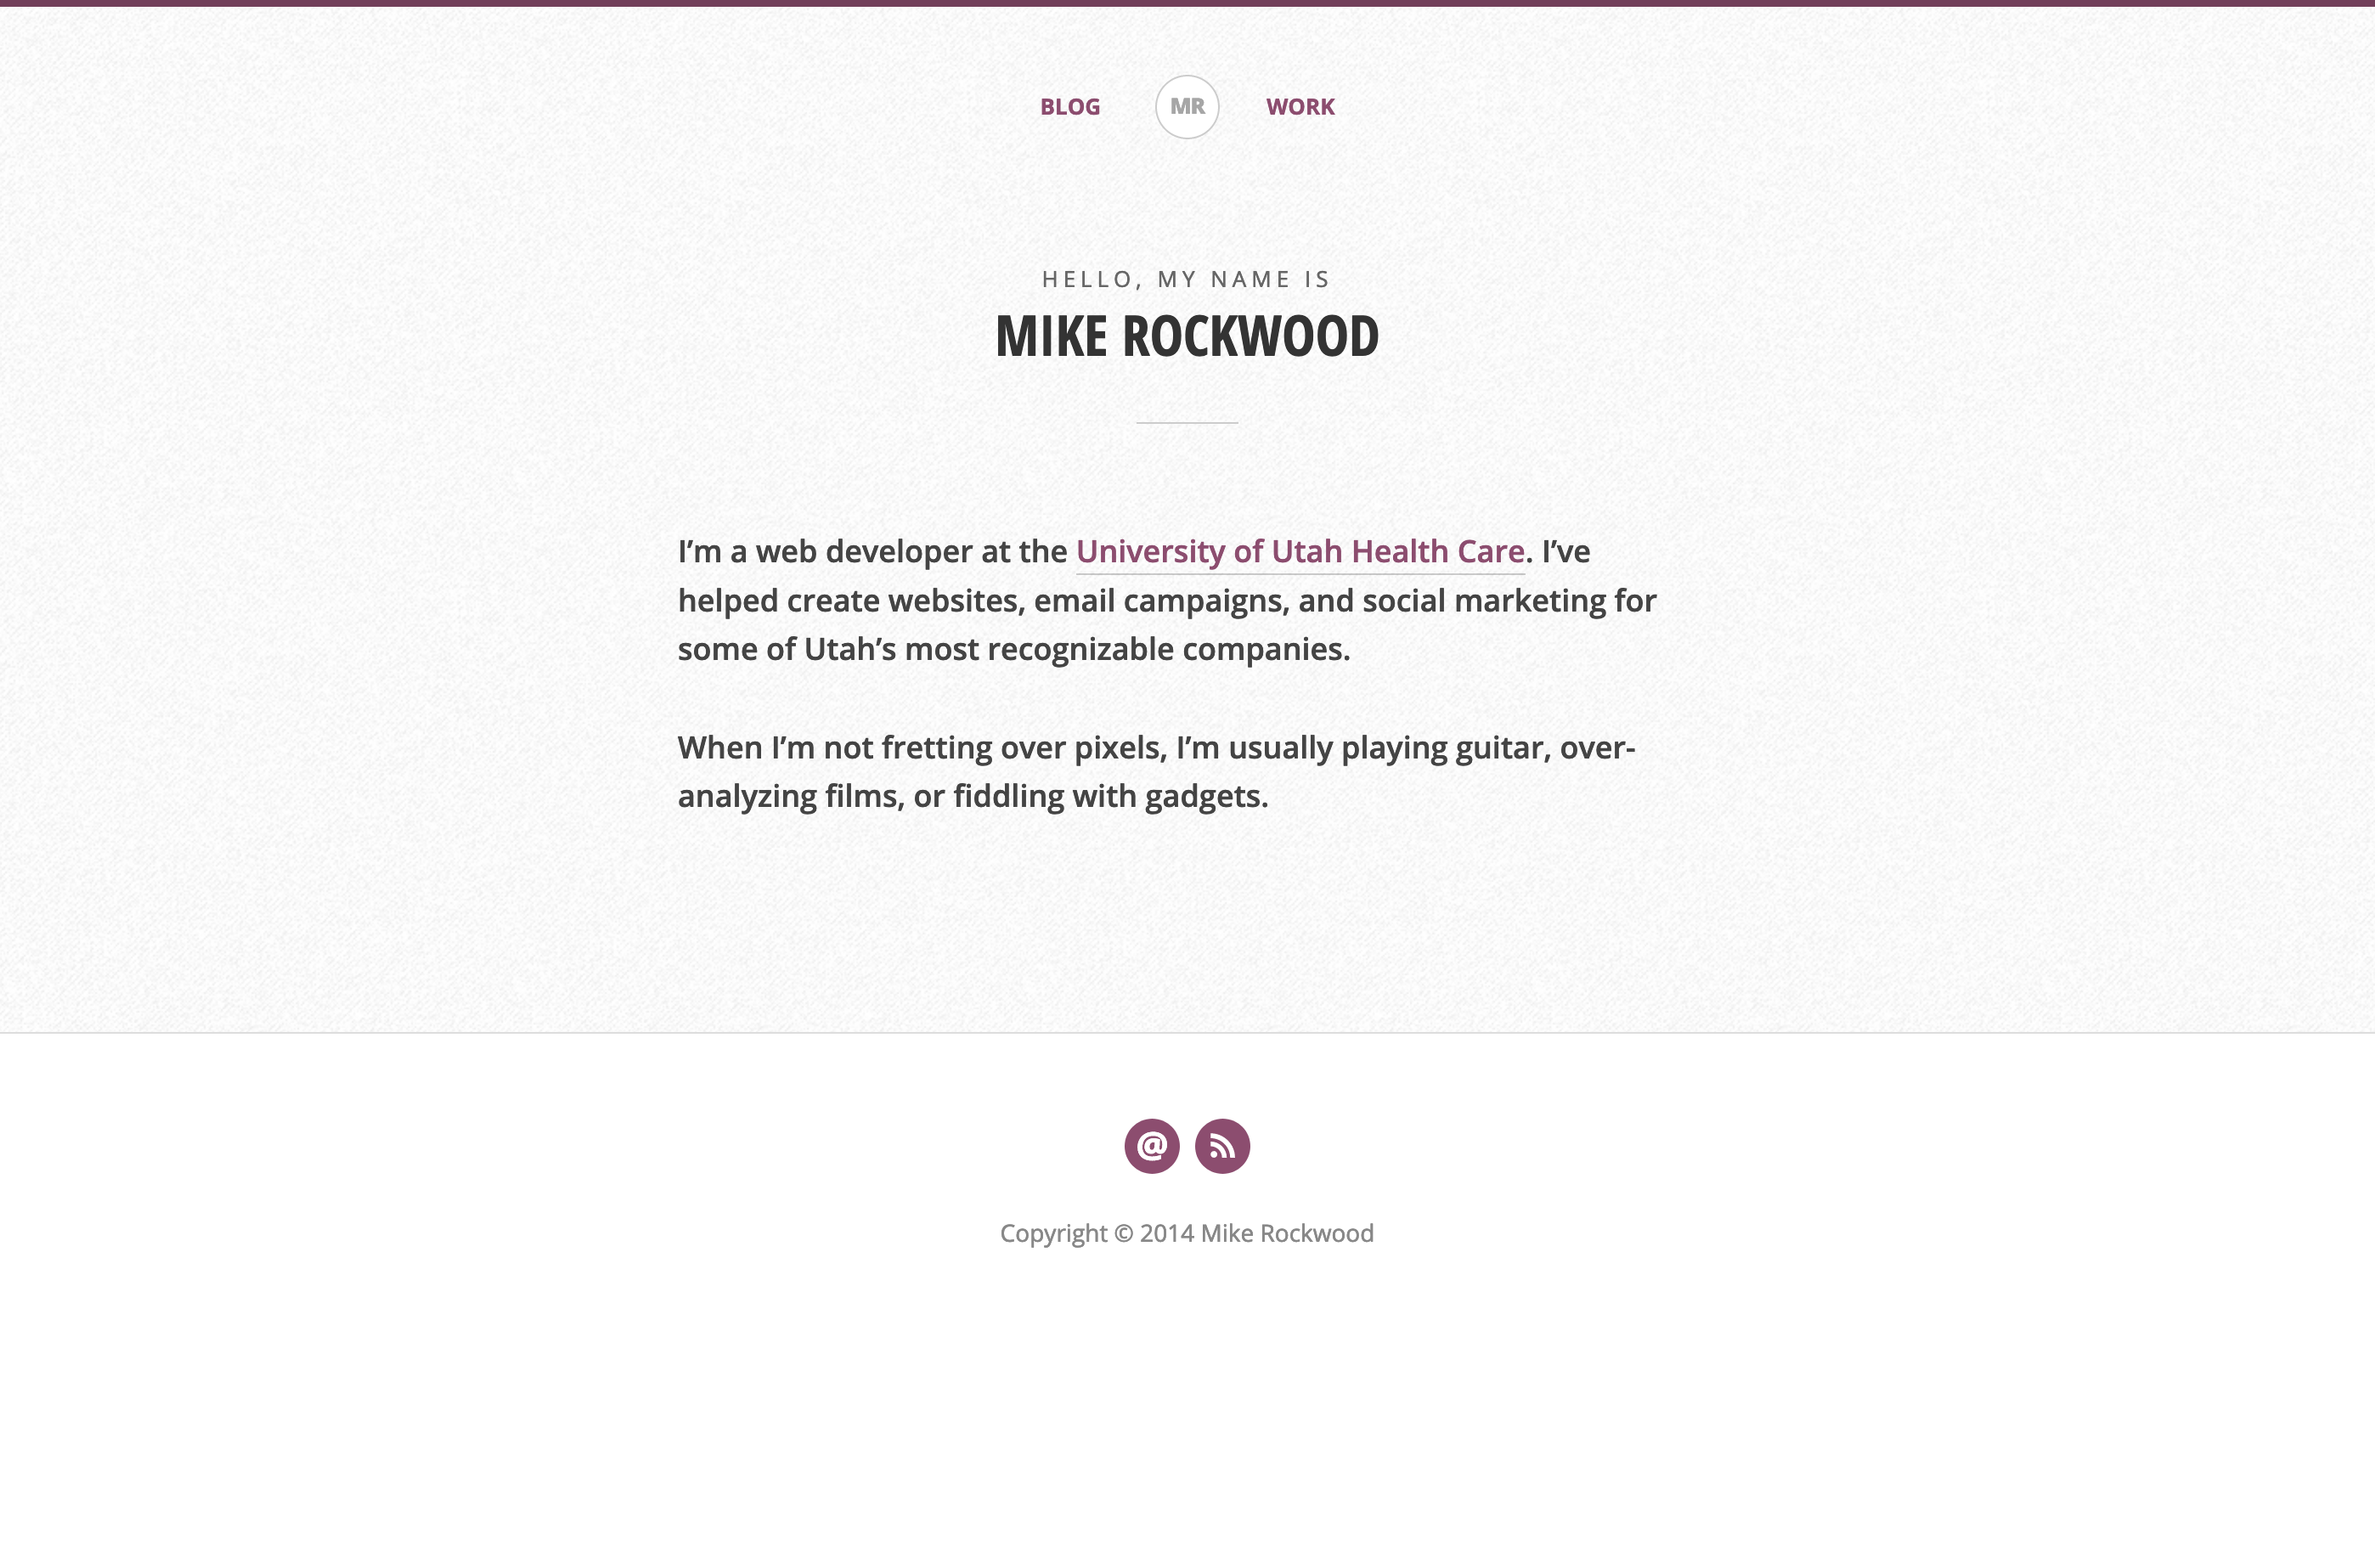 BLOG MR WORK
HELLO, MY NAME IS
MIKE ROCKWOOD
I’m a web developer at the University of Utah Health Care. I’ve
helped create websites, email campaigns, and social marketing for
some of Utah’s most recognizable companies.
When I’m not fretting over pixels, I’m usually playing guitar, over-
analyzing films, or fiddling with gadgets.
@
Copyright © 2014 Mike Rockwood